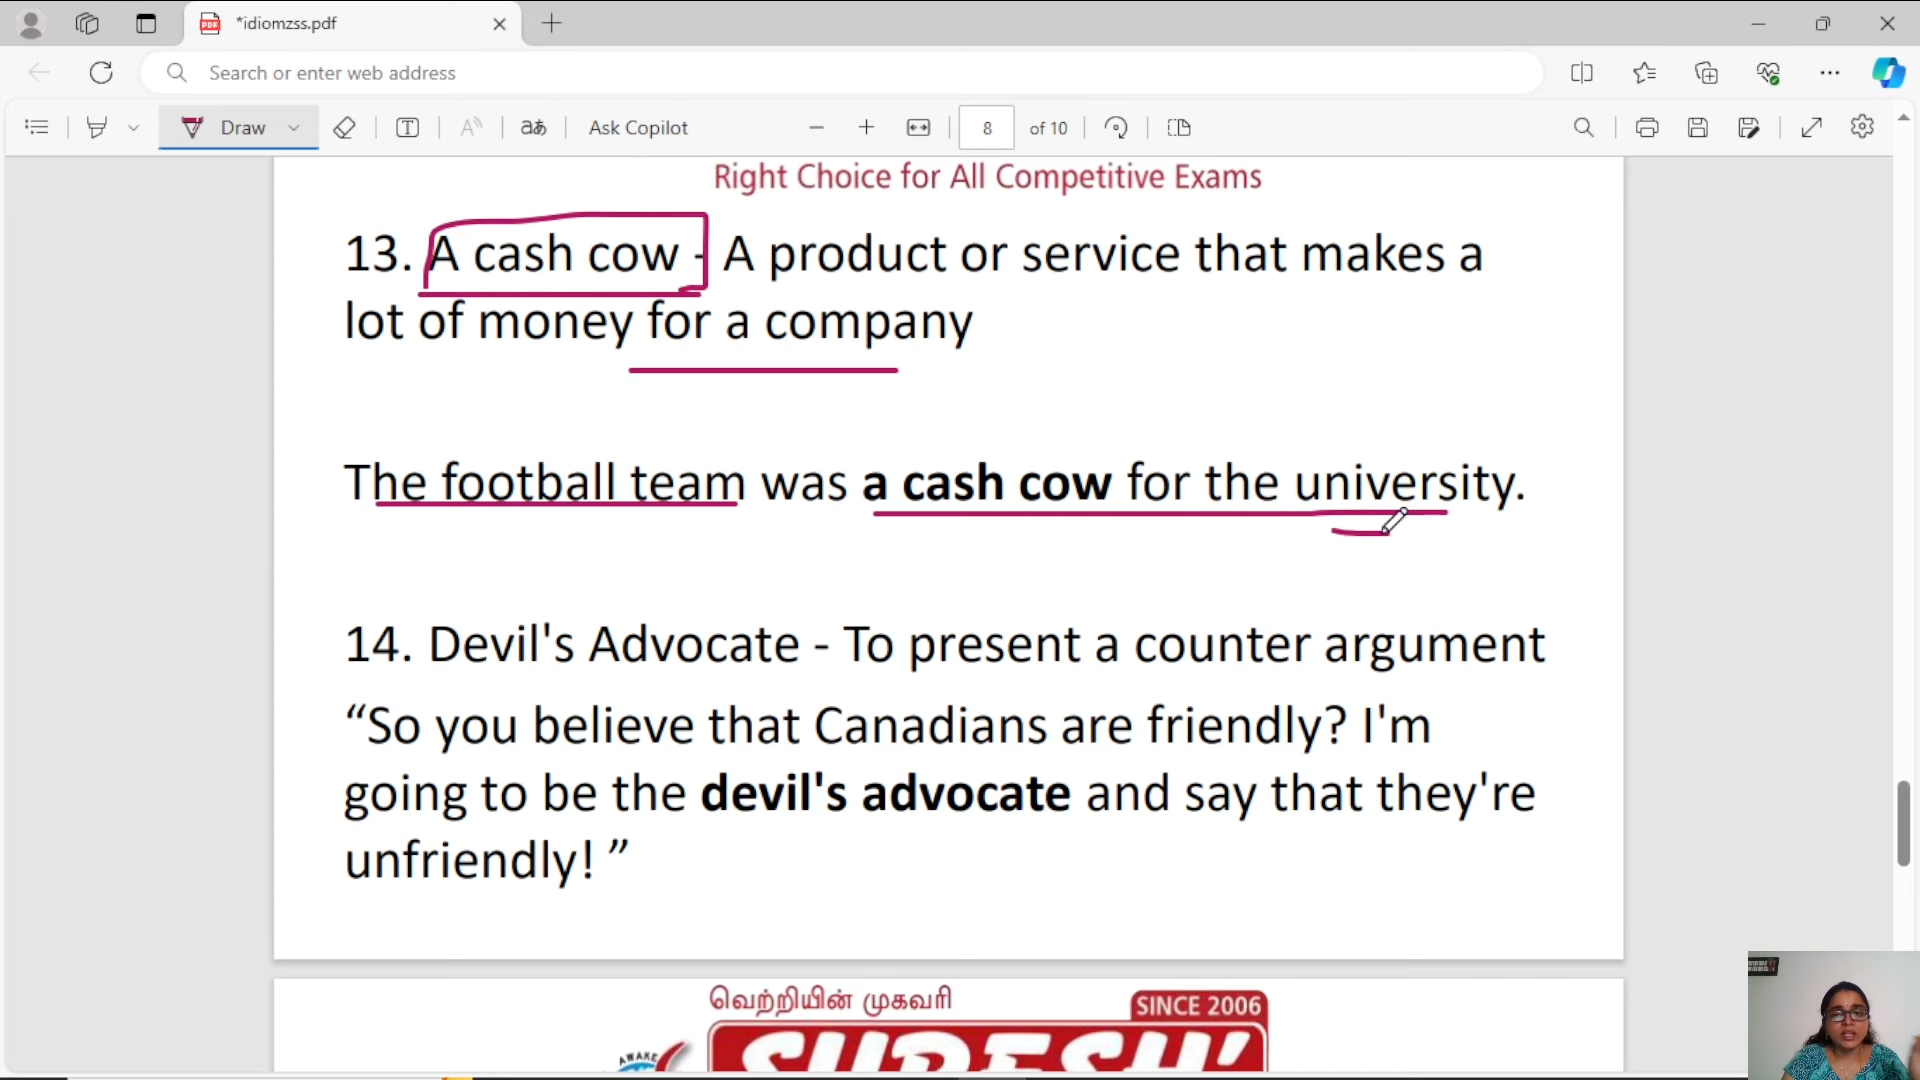 *idiomzss.pdf
Search or enter web address
Draw
Ask Copilot
8 of 10
Right Choice for All Competitive Exams
13. A cash cow - A product or service that makes a
lot of money for a company
The football team was a cash cow for the university.
14. Devil's Advocate - To present a counter argument
“So you believe that Canadians are friendly? I'm
going to be the devil's advocate and say that they're
unfriendly! ”
வெற்றியின் முகவரி
SINCE 2006
AWAKE
SURESH'